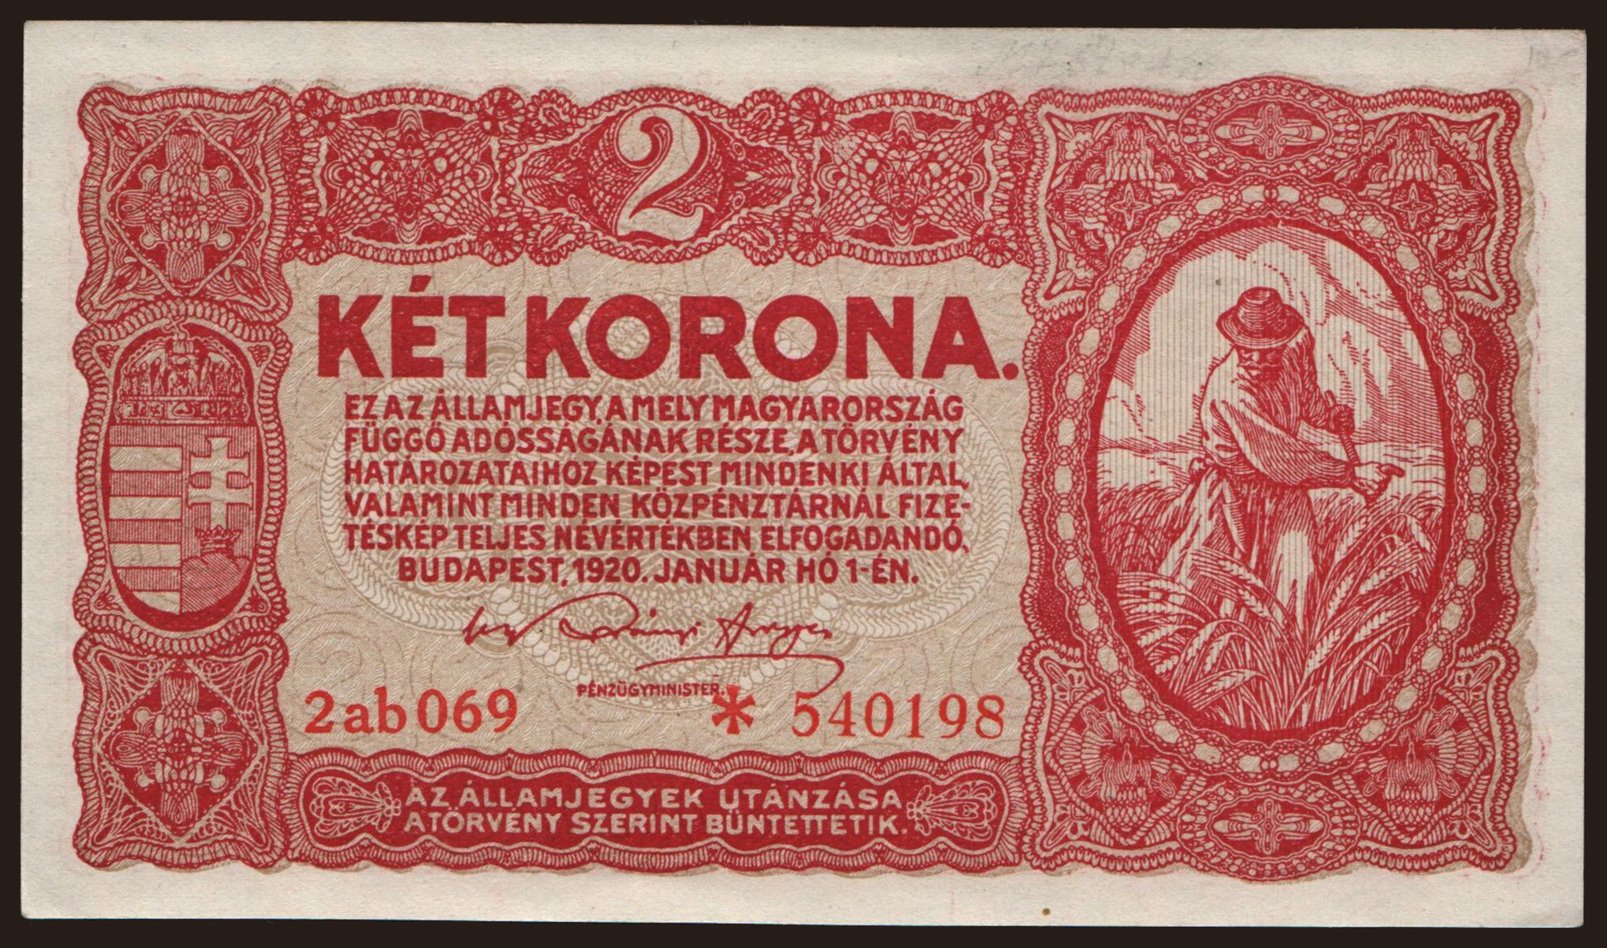 2
KÉT KORONA.
EZ AZ ÁLLAMJEGY, AMELY MAGYARORSZÁG
FÜGGŐ ADÓSSÁGÁNAK RÉSZE, A TÖRVÉNY
HATÁROZATAIHOZ KÉPEST MINDENKI ÁLTAL,
VALAMINT MINDEN KÖZPÉNZTÁRNÁL FIZE-
TÉSKÉP TELJES NÉVÉRTÉKBEN ELFOGADANDÓ.
BUDAPEST, 1920. JANUÁR HÓ 1-ÉN.
Korányi
PÉNZÜGYMINISTER.
2ab069 * 540198
AZ ÁLLAMJEGYEK UTÁNZÁSA
A TÖRVÉNY SZERINT BÜNTETTETIK.